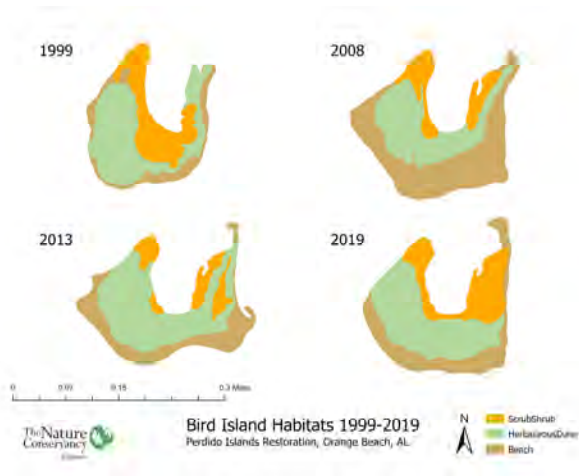 1999
2008
2013
2019
0 0.07 0.15 0.3 Miles
The Nature
Conservancy
Bird Island Habitats 1999-2019
Perdido Islands Restoration, Orange Beach, AL
N
ScrubShrub
HerbaceousDune
Beach